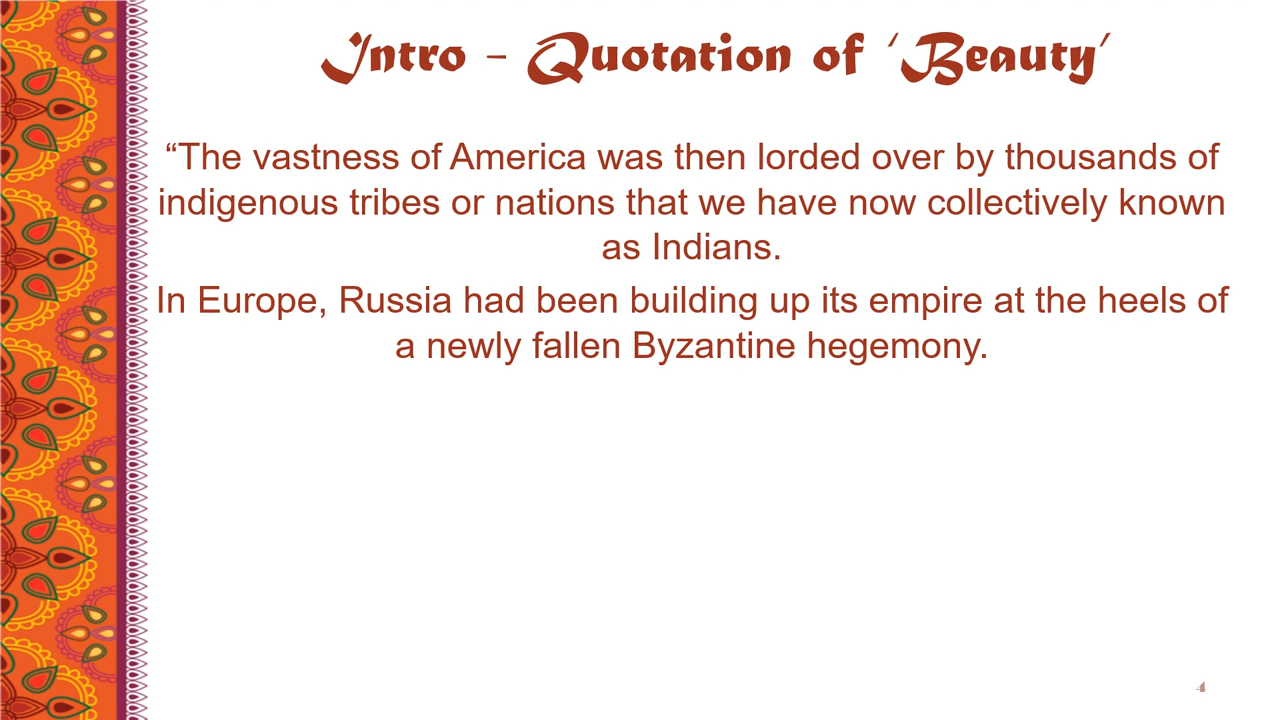 Intro – Quotation of ‘Beauty’
“The vastness of America was then lorded over by thousands of
indigenous tribes or nations that we have now collectively known
as Indians.
In Europe, Russia had been building up its empire at the heels of
a newly fallen Byzantine hegemony.
4